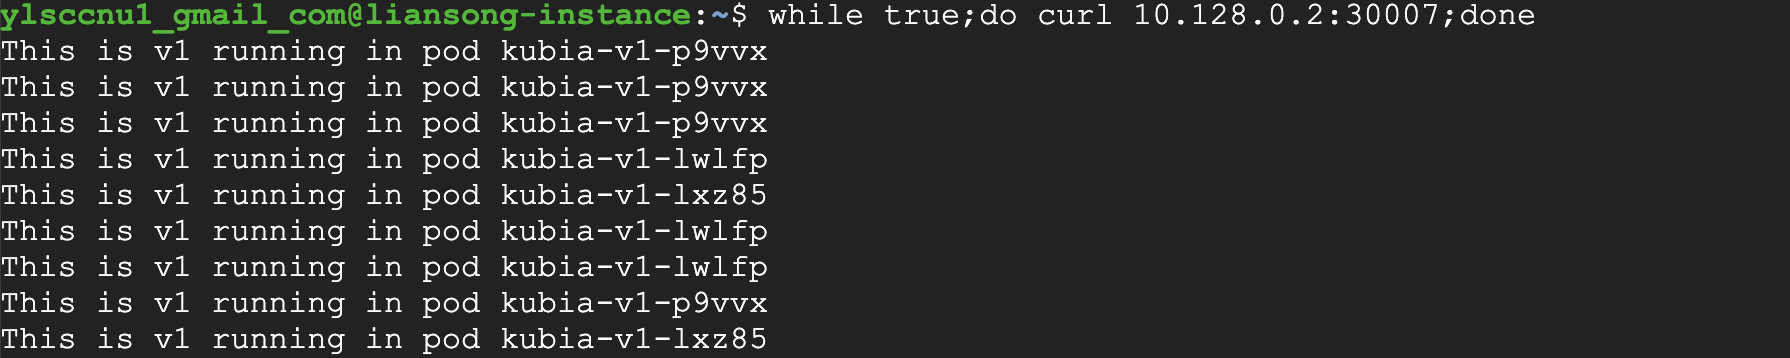 ylsccnu1_gmail_com@liansong-instance:~$ while true;do curl 10.128.0.2:30007;done
This is v1 running in pod kubia-v1-p9vvx
This is v1 running in pod kubia-v1-p9vvx
This is v1 running in pod kubia-v1-p9vvx
This is v1 running in pod kubia-v1-lwlfp
This is v1 running in pod kubia-v1-lxz85
This is v1 running in pod kubia-v1-lwlfp
This is v1 running in pod kubia-v1-lwlfp
This is v1 running in pod kubia-v1-p9vvx
This is v1 running in pod kubia-v1-lxz85